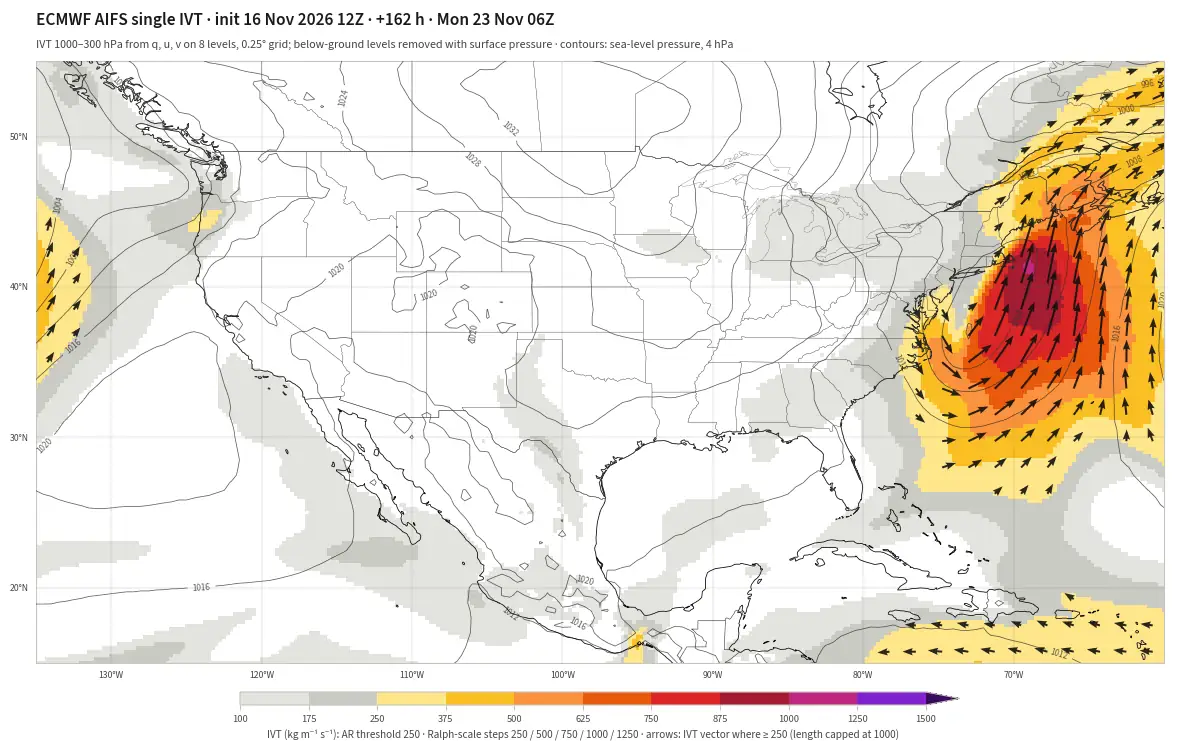 ECMWF AIFS single IVT · init 16 Nov 2026 12Z · +162 h · Mon 23 Nov 06Z
IVT 1000–300 hPa from q, u, v on 8 levels, 0.25° grid; below-ground levels removed with surface pressure · contours: sea-level pressure, 4 hPa
996
1024
1000
1032
50°N
1028
1008
1004
1020
40°N
1020
1020
1020
1016
1016
1020
30°N
1020
20°N
1016
1012
1016
1012
130°W
120°W
110°W
100°W
90°W
80°W
70°W
100
175
250
375
500
625
750
875
1000
1250
1500
IVT (kg m⁻¹ s⁻¹): AR threshold 250 · Ralph-scale steps 250 / 500 / 750 / 1000 / 1250 · arrows: IVT vector where ≥ 250 (length capped at 1000)